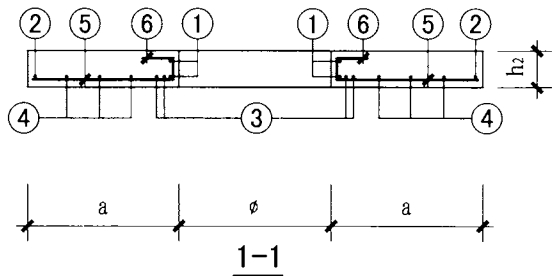 ② ⑤ ⑥ ① ① ⑥ ⑤ ②
h₂
④ ③ ④
a ø a
1-1